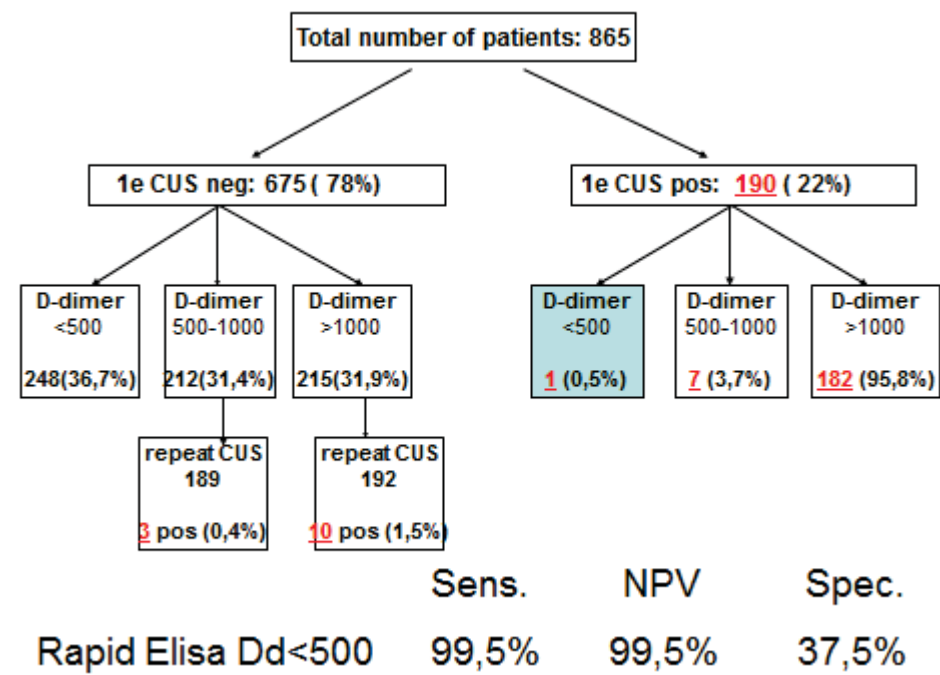 Total number of patients: 865
1e CUS neg: 675 ( 78%)
1e CUS pos: 190 ( 22%)
D-dimer
<500
248(36,7%)
D-dimer
500-1000
212(31,4%)
D-dimer
>1000
215(31,9%)
D-dimer
<500
1 (0,5%)
D-dimer
500-1000
7 (3,7%)
D-dimer
>1000
182 (95,8%)
repeat CUS
189
3 pos (0,4%)
repeat CUS
192
10 pos (1,5%)
Sens. NPV Spec.
Rapid Elisa Dd<500 99,5% 99,5% 37,5%